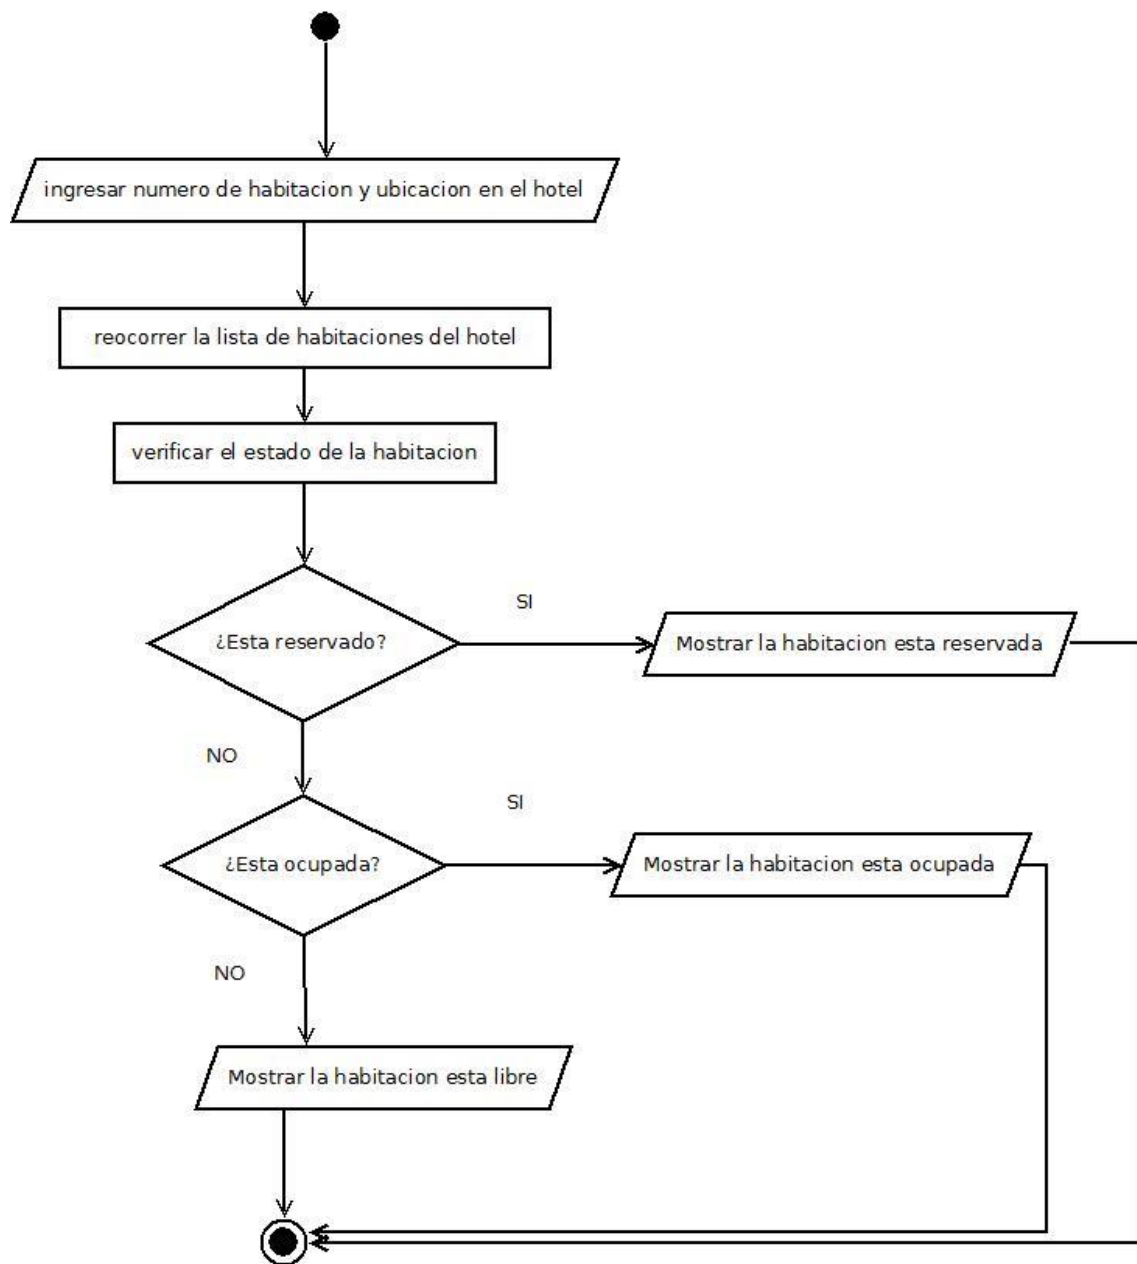 ingresar numero de habitacion y ubicacion en el hotel
reocorrer la lista de habitaciones del hotel
verificar el estado de la habitacion
SI
¿Esta reservado?
Mostrar la habitacion esta reservada
NO
SI
¿Esta ocupada?
Mostrar la habitacion esta ocupada
NO
Mostrar la habitacion esta libre